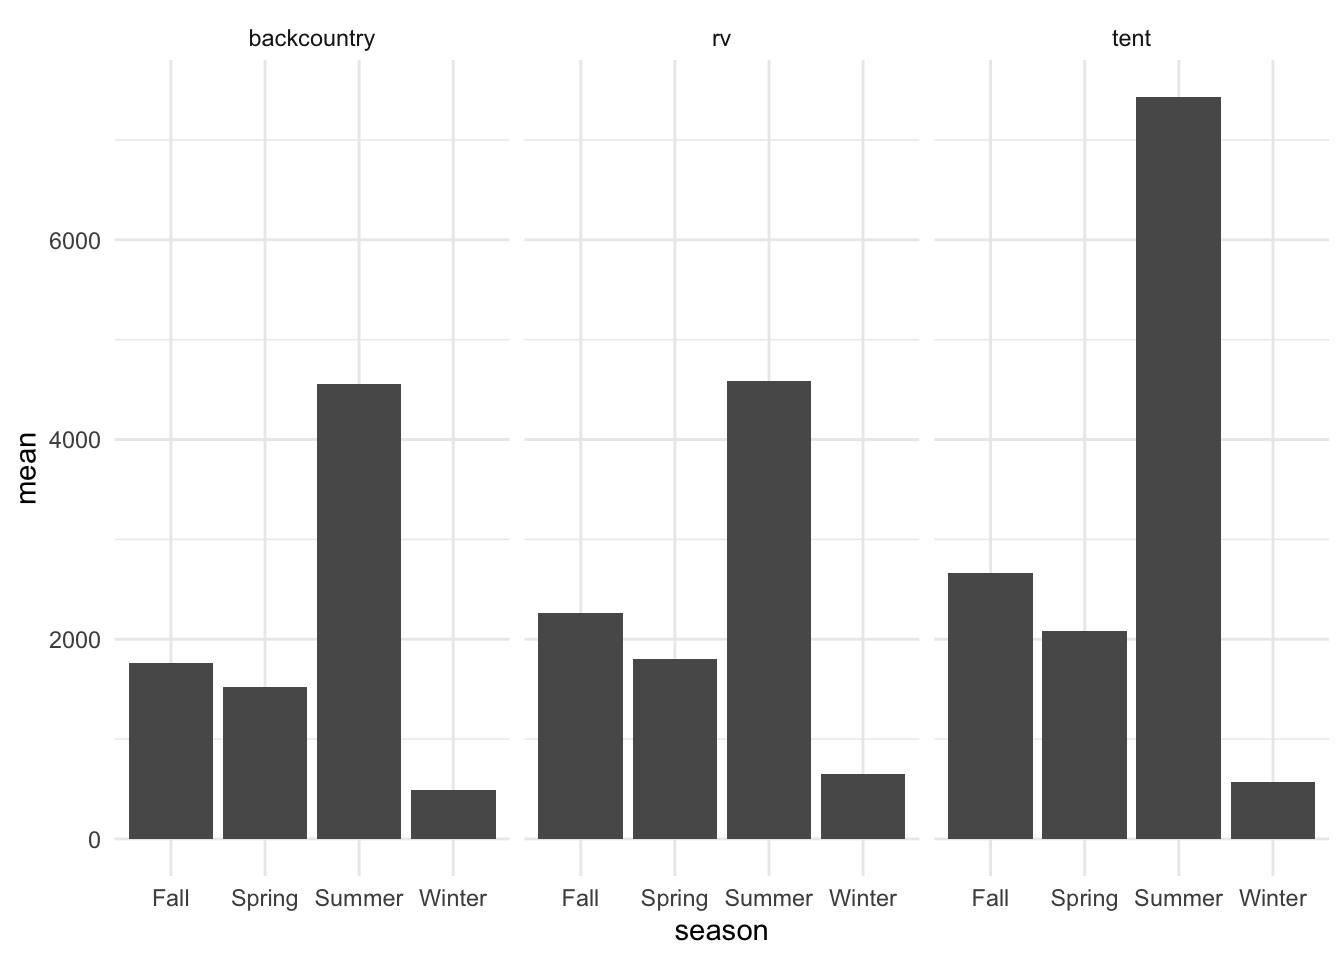 backcountry rv tent
6000
4000
2000
0
mean
Fall Spring Summer Winter Fall Spring Summer Winter Fall Spring Summer Winter
season